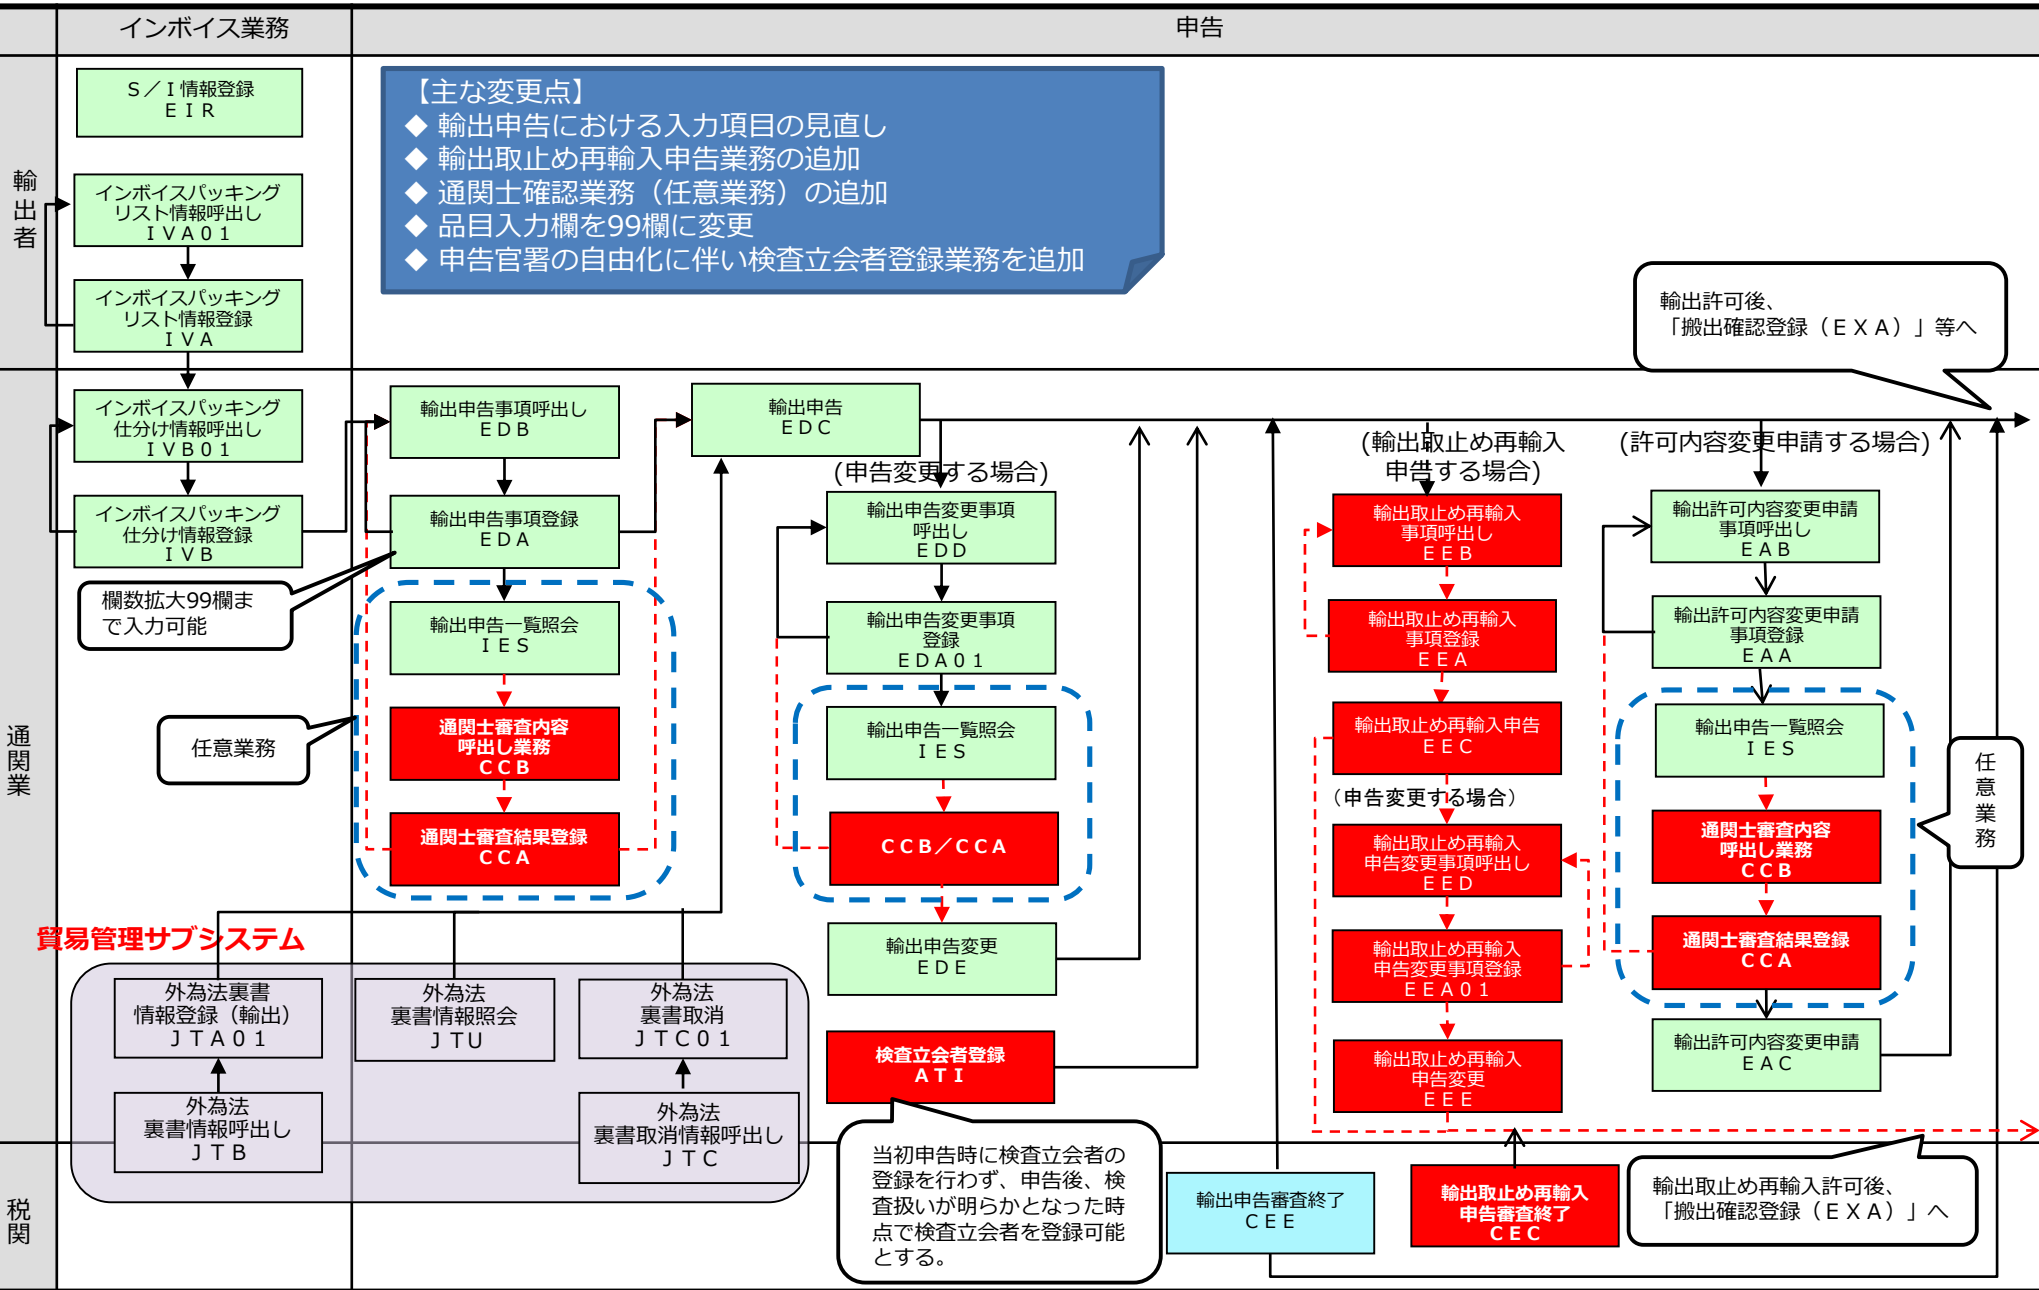 インボイス業務
申告
輸出者
S／I 情報登録
EIR
インボイスパッキング
リスト情報呼出し
IVA01
インボイスパッキング
リスト情報登録
IVA
【主な変更点】
◆ 輸出申告における入力項目の見直し
◆ 輸出取止め再輸入申告業務の追加
◆ 通関士確認業務（任意業務）の追加
◆ 品目入力欄を99欄に変更
◆ 申告官署の自由化に伴い検査立会者登録業務を追加
輸出許可後、
「搬出確認登録（EXA）」等へ
通関業
インボイスパッキング
仕分け情報呼出し
IVB01
インボイスパッキング
仕分け情報登録
IVB
欄数拡大99欄ま
で入力可能
任意業務
輸出申告事項呼出し
EDB
輸出申告事項登録
EDA
輸出申告一覧照会
IES
通関士審査内容
呼出し業務
CCB
通関士審査結果登録
CCA
輸出申告
EDC
(申告変更する場合)
輸出申告変更事項
呼出し
EDD
輸出申告変更事項
登録
EDA01
輸出申告一覧照会
IES
CCB／CCA
輸出申告変更
EDE
検査立会者登録
ATI
当初申告時に検査立会者の
登録を行わず、申告後、検
査扱いが明らかとなった時
点で検査立会者を登録可能
とする。
(輸出取止め再輸入
申告する場合)
輸出取止め再輸入
事項呼出し
EEB
輸出取止め再輸入
事項登録
EEA
輸出取止め再輸入申告
EEC
（申告変更する場合）
輸出取止め再輸入
申告変更事項呼出し
EED
輸出取止め再輸入
申告変更事項登録
EEA01
輸出取止め再輸入
申告変更
EEE
(許可内容変更申請する場合)
輸出許可内容変更申請
事項呼出し
EAB
輸出許可内容変更申請
事項登録
EAA
輸出申告一覧照会
IES
通関士審査内容
呼出し業務
CCB
通関士審査結果登録
CCA
輸出許可内容変更申請
EAC
任意業務
貿易管理サブシステム
外為法裏書
情報登録（輸出）
JTA01
外為法
裏書情報照会
JTU
外為法
裏書取消
JTC01
外為法
裏書情報呼出し
JTB
外為法
裏書取消情報呼出し
JTC
税関
輸出申告審査終了
CEE
輸出取止め再輸入
申告審査終了
CEC
輸出取止め再輸入許可後、
「搬出確認登録（EXA）」へ